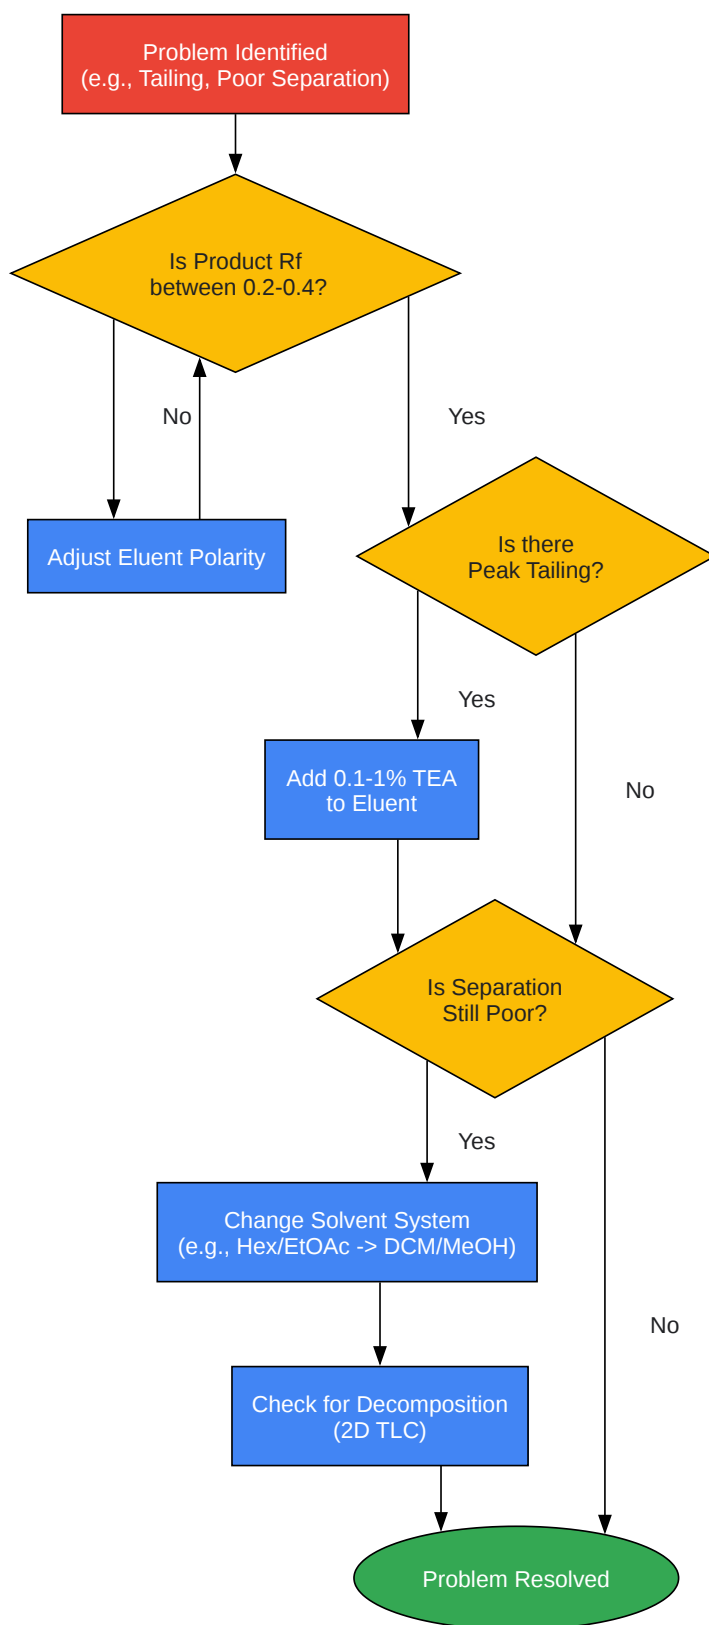 Problem Identified
(e.g., Tailing, Poor Separation)
Is Product Rf
between 0.2-0.4?
No
Yes
Adjust Eluent Polarity
Is there
Peak Tailing?
Yes
Add 0.1-1% TEA
to Eluent
No
Is Separation
Still Poor?
Yes
Change Solvent System
(e.g., Hex/EtOAc -> DCM/MeOH)
No
Check for Decomposition
(2D TLC)
Problem Resolved